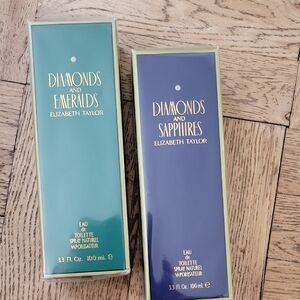 DIAMONDS
AND
EMERALDS
ELIZABETH TAYLOR
EAU
de
TOILETTE
SPRAY NATUREL
VAPORISATEUR
3.3 Fl. Oz. 100 ml. ℮
DIAMONDS
AND
SAPPHIRES
ELIZABETH TAYLOR
EAU
de
TOILETTE
SPRAY NATUREL
VAPORISATEUR
3.3 Fl. Oz. 100 ml. ℮